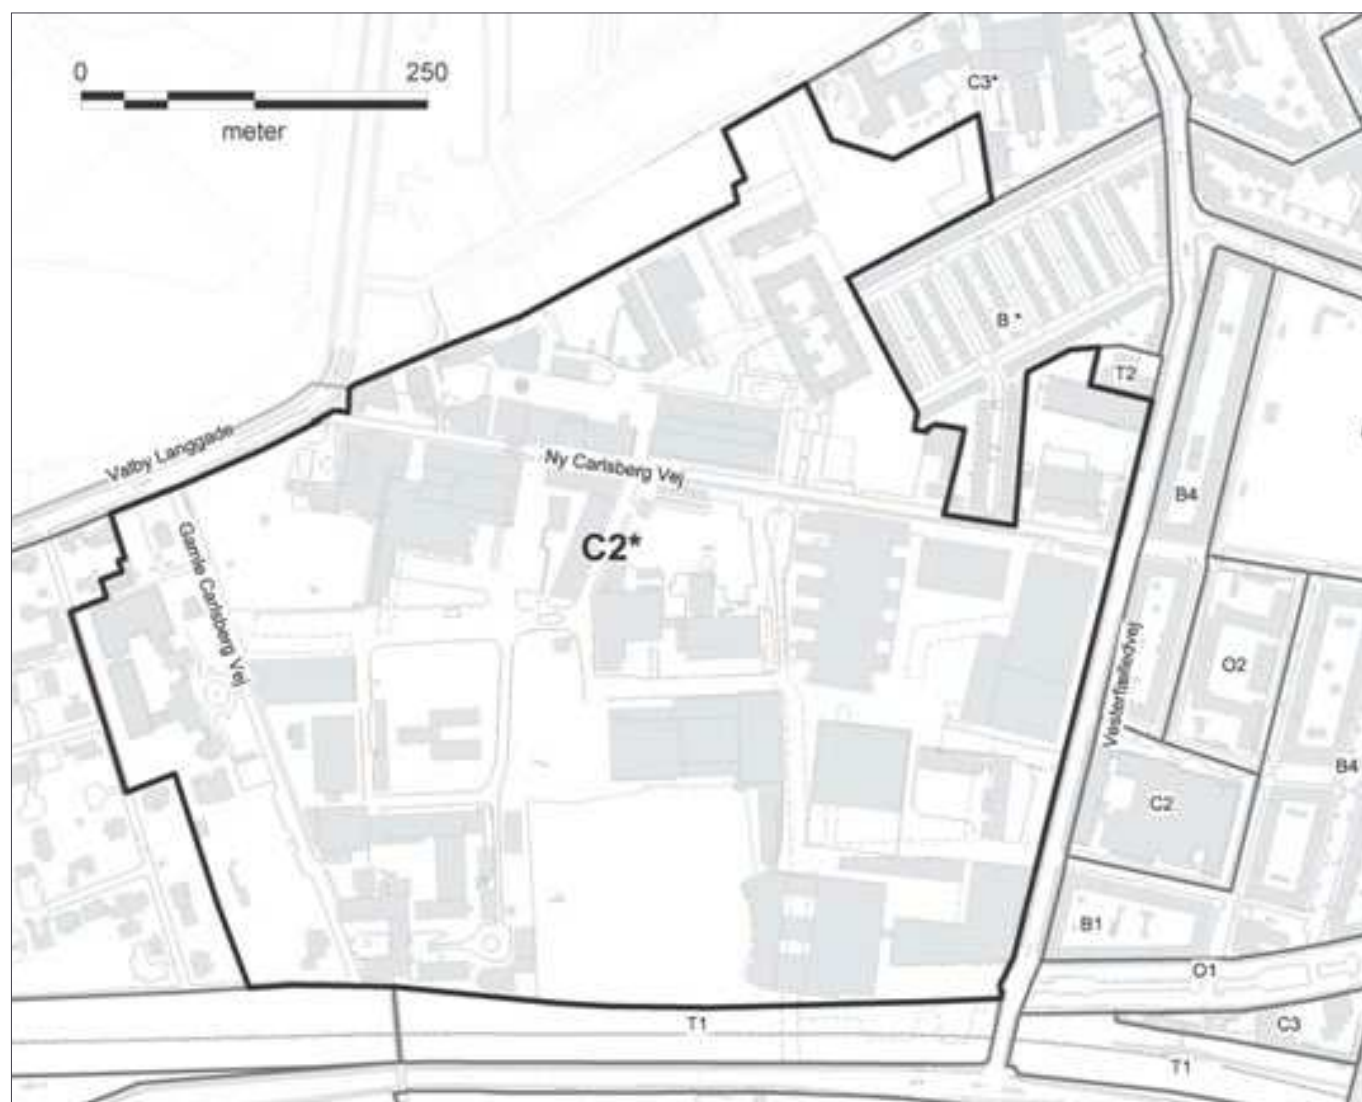 0 250
meter
C3*
B *
T2
Valby Langgade
Ny Carlsberg Vej
B4
C2*
Gamle Carlsberg Vej
O2
Vesterfælledvej
B4
C2
B1
O1
T1
C3
T1